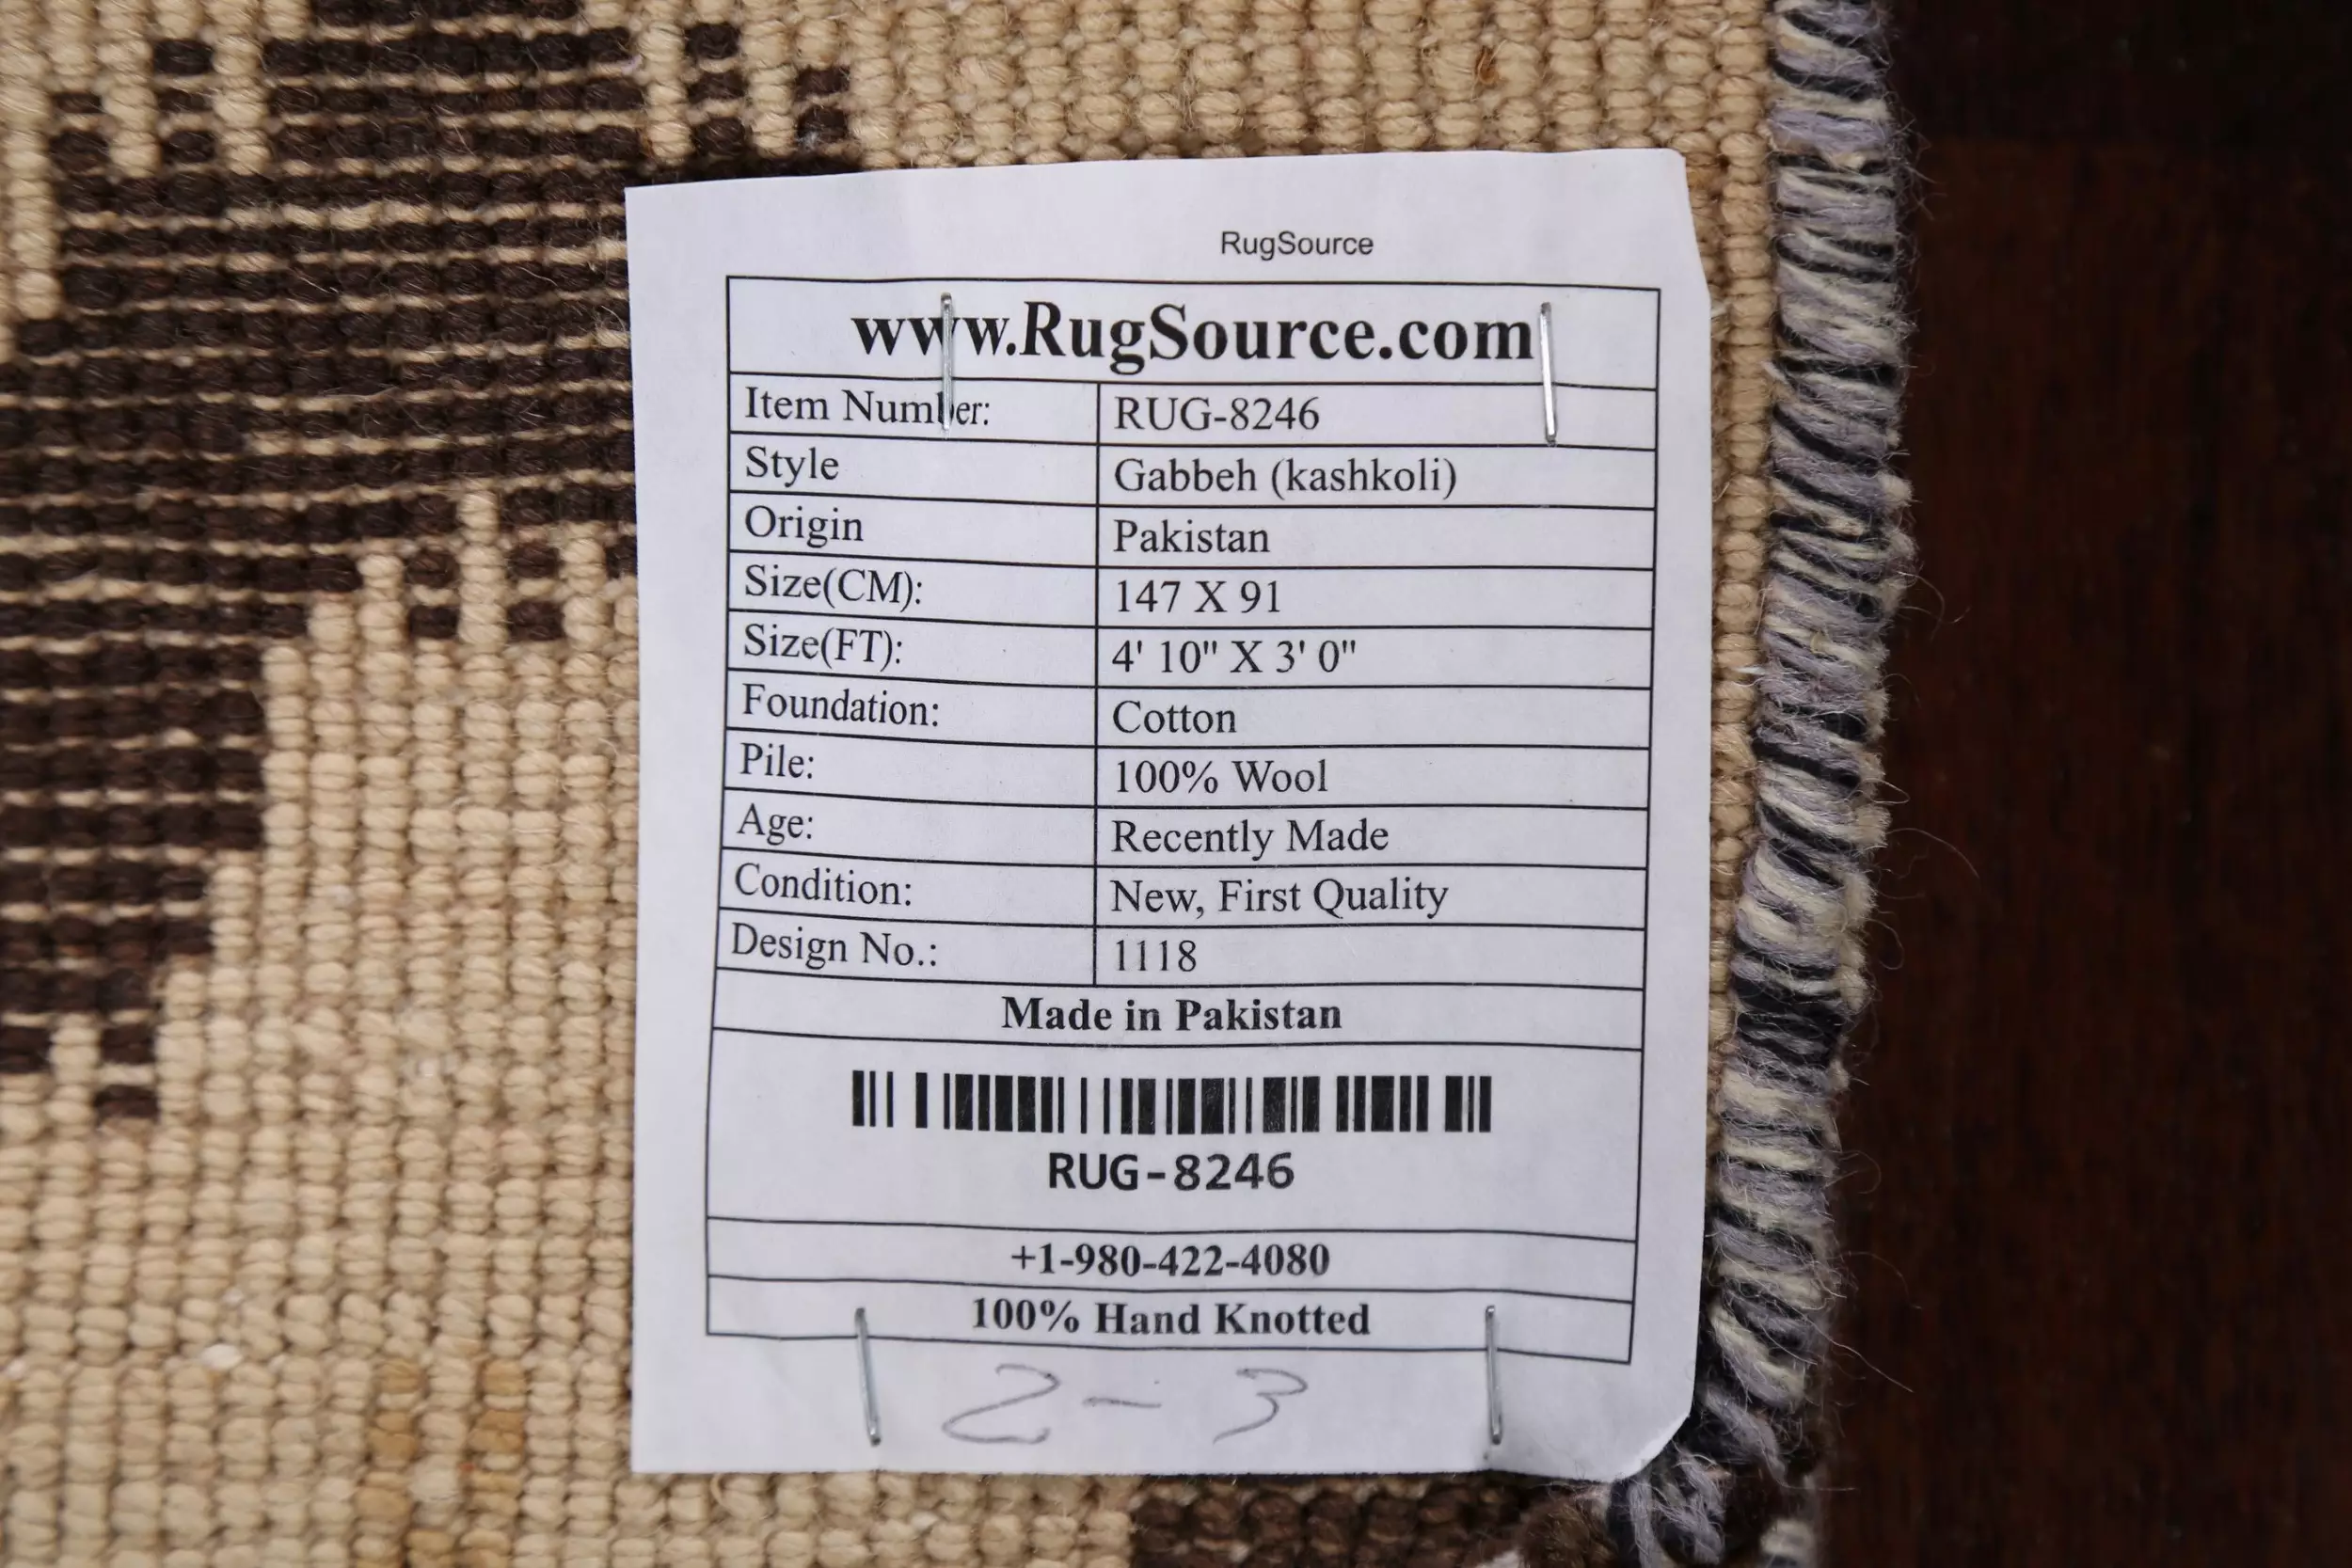 RugSource
www.RugSource.com
Item Number: RUG-8246
Style Gabbeh (kashkoli)
Origin Pakistan
Size(CM): 147 X 91
Size(FT): 4' 10" X 3' 0"
Foundation: Cotton
Pile: 100% Wool
Age: Recently Made
Condition: New, First Quality
Design No.: 1118
Made in Pakistan
RUG-8246
+1-980-422-4080
100% Hand Knotted
2 - 3